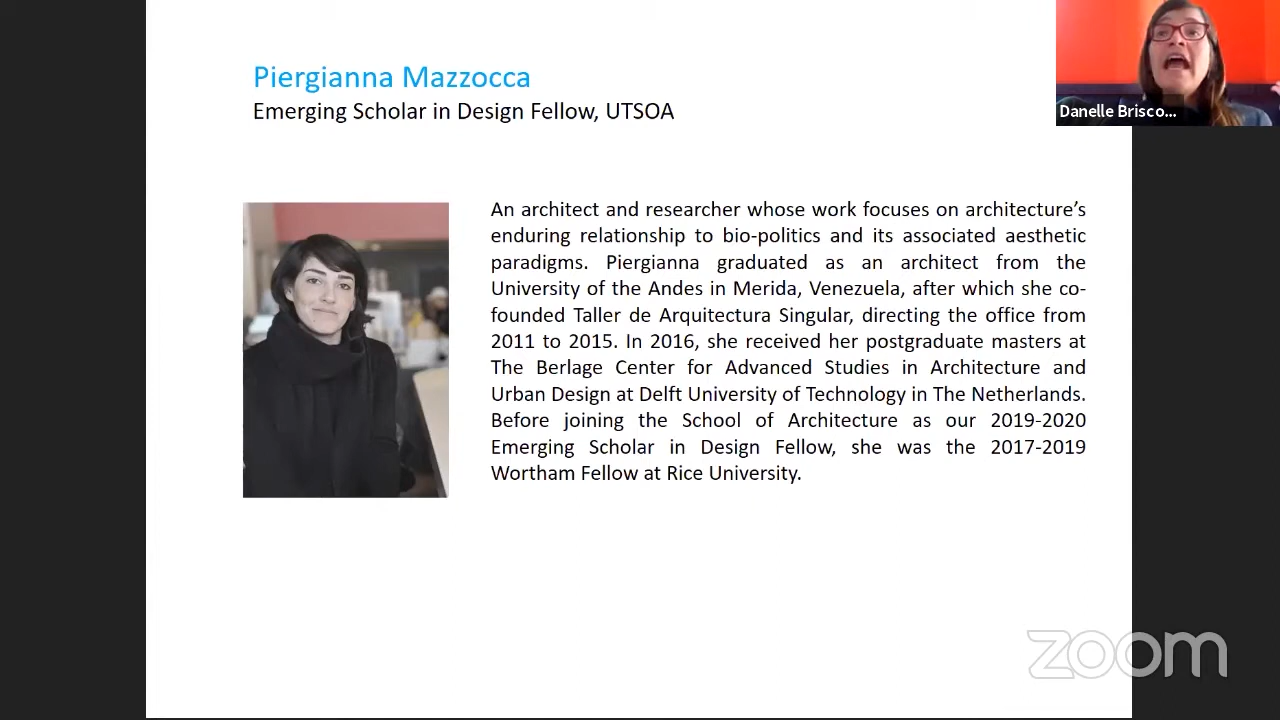 Piergianna Mazzocca
Emerging Scholar in Design Fellow, UTSOA
Danelle Brisco...
An architect and researcher whose work focuses on architecture’s
enduring relationship to bio-politics and its associated aesthetic
paradigms. Piergianna graduated as an architect from the
University of the Andes in Merida, Venezuela, after which she co-
founded Taller de Arquitectura Singular, directing the office from
2011 to 2015. In 2016, she received her postgraduate masters at
The Berlage Center for Advanced Studies in Architecture and
Urban Design at Delft University of Technology in The Netherlands.
Before joining the School of Architecture as our 2019-2020
Emerging Scholar in Design Fellow, she was the 2017-2019
Wortham Fellow at Rice University.
zoom